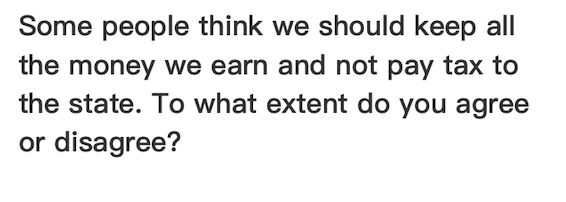 Some people think we should keep all
the money we earn and not pay tax to
the state. To what extent do you agree
or disagree?